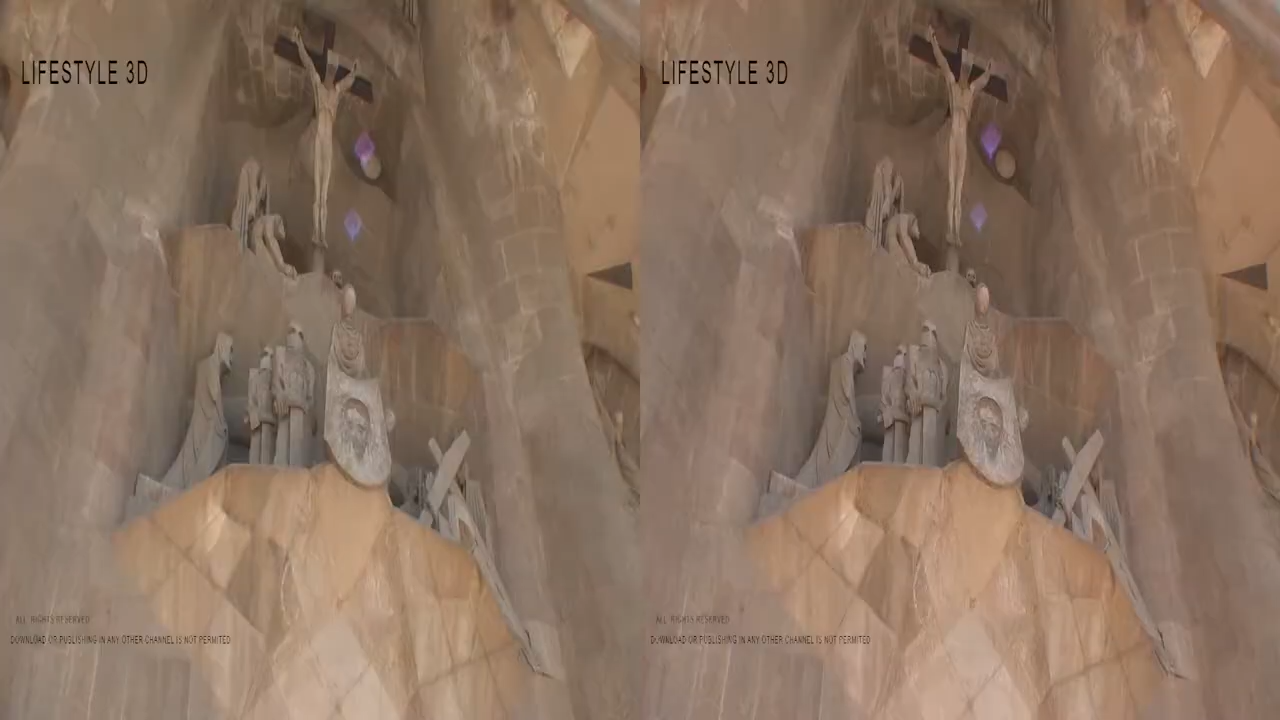 LIFESTYLE 3D
LIFESTYLE 3D
ALL RIGHTS RESERVED
DOWNLOAD OR PUBLISHING IN ANY OTHER CHANNEL IS NOT PERMITED
ALL RIGHTS RESERVED
DOWNLOAD OR PUBLISHING IN ANY OTHER CHANNEL IS NOT PERMITED